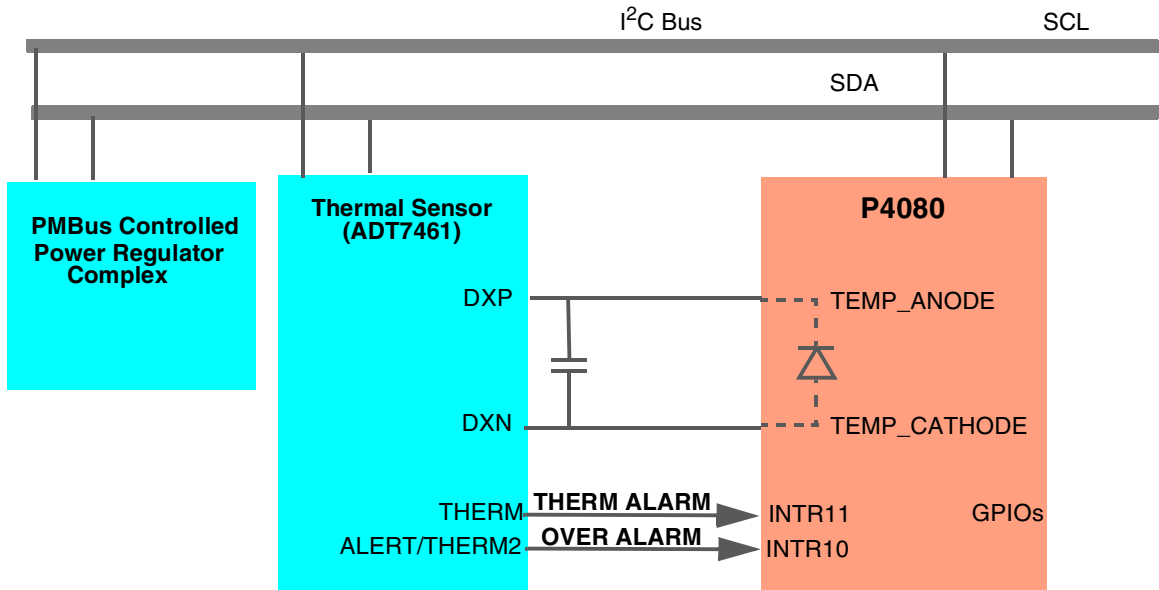 I²C Bus
SCL
SDA
PMBus Controlled
Power Regulator
Complex
Thermal Sensor
(ADT7461)
P4080
DXP
TEMP_ANODE
DXN
TEMP_CATHODE
THERM
THERM ALARM
INTR11
GPIOs
ALERT/THERM2
OVER ALARM
INTR10